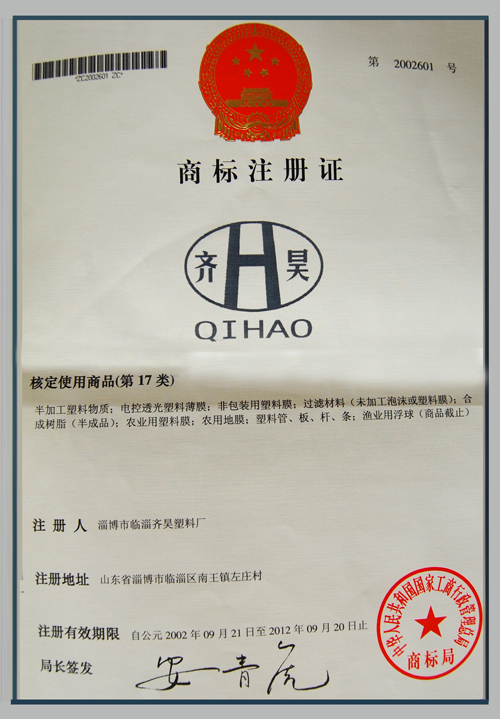 *ZC2002601 ZC*
第 2002601 号
商标注册证
齐 H 昊
QIHAO
核定使用商品(第 17 类)
半加工塑料物质；电控透光塑料薄膜；非包装用塑料膜；过滤材料（未加工泡沫或塑料膜）；合
成树脂（半成品）；农业用塑料膜；农用地膜；塑料管、板、杆、条；渔业用浮球（商品截止）
注 册 人 淄博市临淄齐昊塑料厂
注册地址 山东省淄博市临淄区南王镇左庄村
注册有效期限 自公元 2002 年 09 月 21 日至 2012 年 09 月 20 日止
局长签发 安青虎
中华人民共和国国家工商行政管理总局
商标局